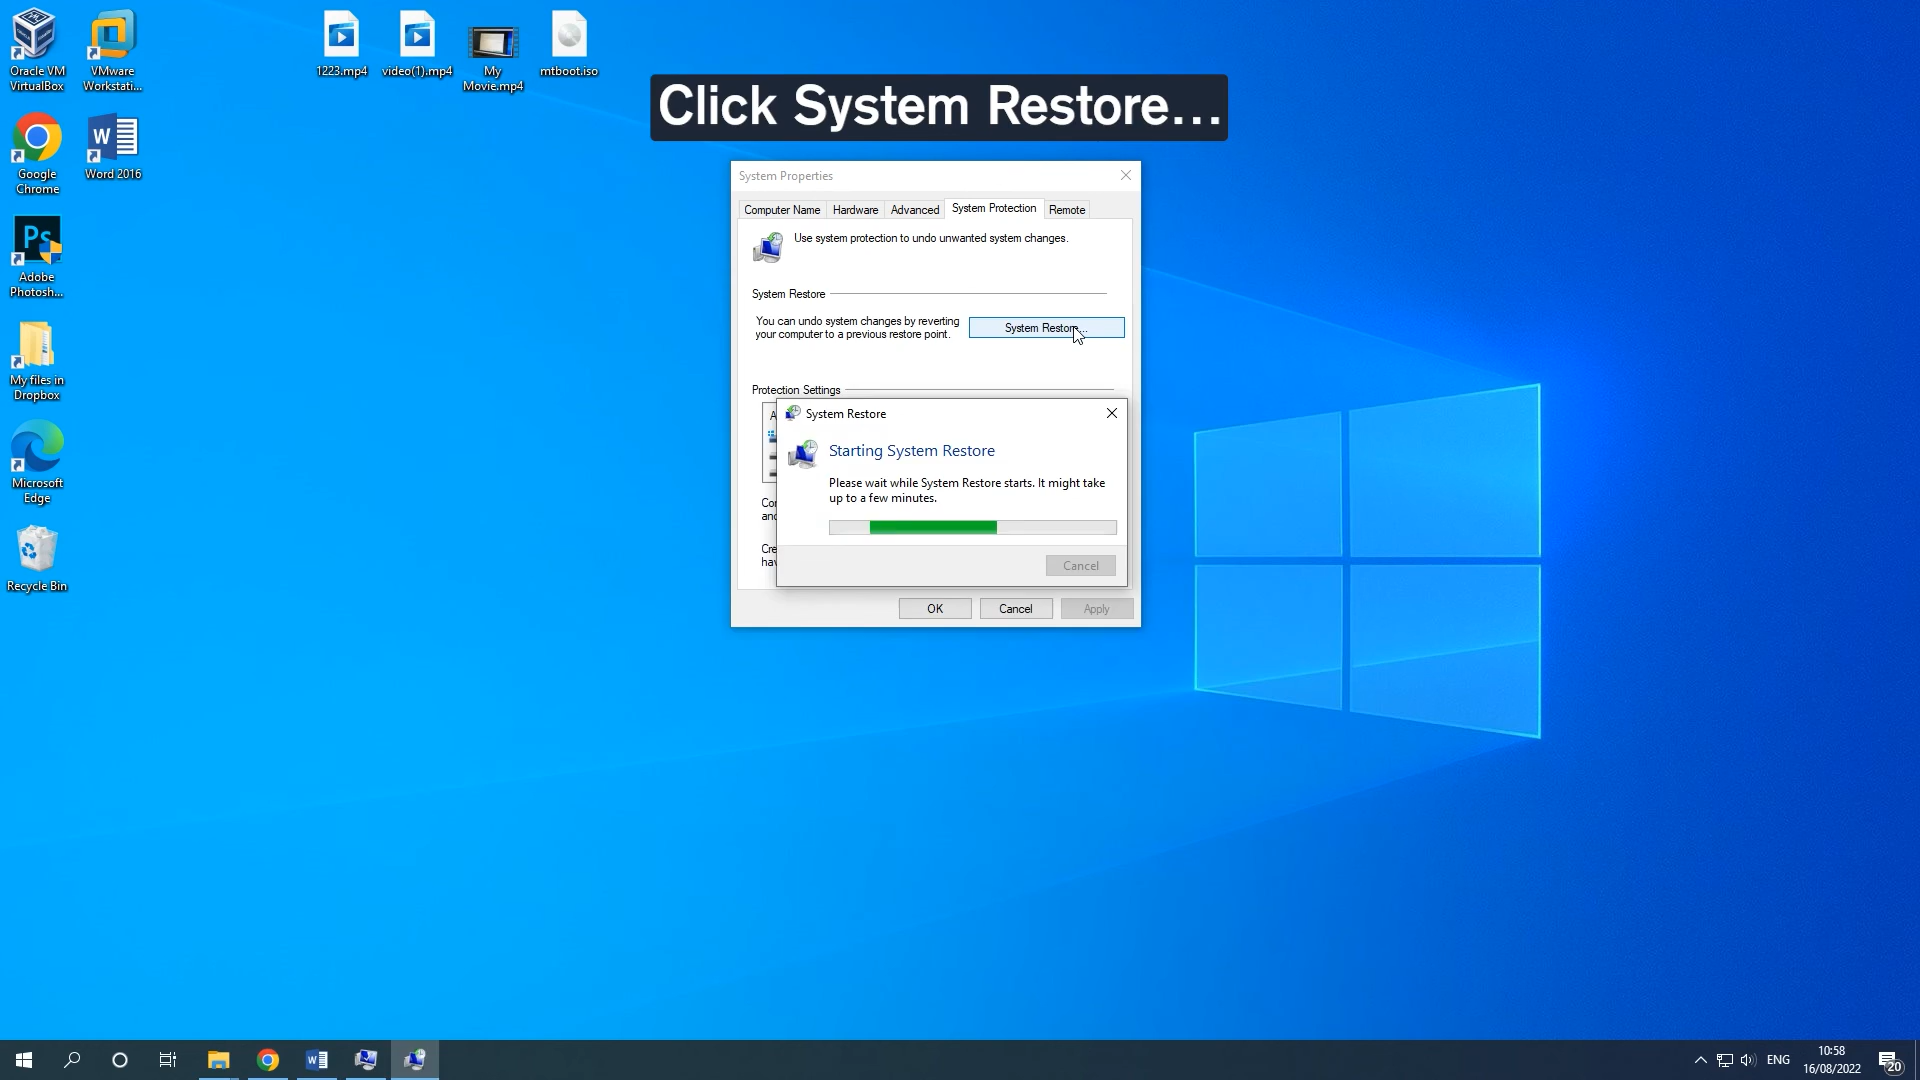 Oracle VM
VirtualBox
VMware
Workstati...
1223.mp4
video(1).mp4
My
Movie.mp4
mtboot.iso
Google
Chrome
Word 2016
Adobe
Photosh...
My files in
Dropbox
Microsoft
Edge
Recycle Bin
Click System Restore...
System Properties
Computer Name
Hardware
Advanced
System Protection
Remote
Use system protection to undo unwanted system changes.
System Restore
You can undo system changes by reverting
your computer to a previous restore point.
System Restore...
Protection Settings
A
Cor
and
Cre
hav
System Restore
Starting System Restore
Please wait while System Restore starts. It might take
up to a few minutes.
Cancel
OK
Cancel
Apply
ENG
10:58
16/08/2022
20